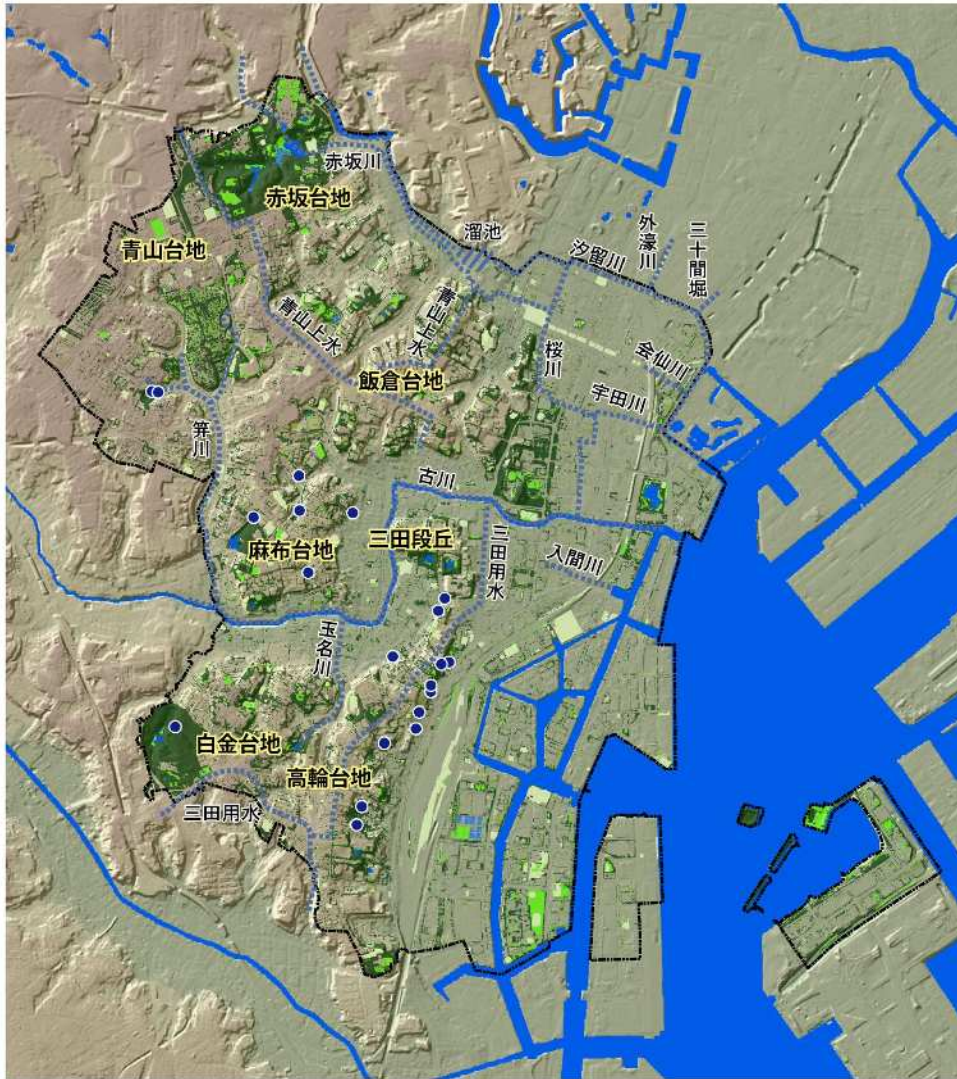 赤坂川
赤坂台地
青山台地
溜池
汐留川
外濠川
三十間堀
青山上水
青山上水
桜川
会仙川
宇田川
飯倉台地
笄川
古川
麻布台地
三田段丘
三田用水
入間川
玉名川
白金台地
高輪台地
三田用水